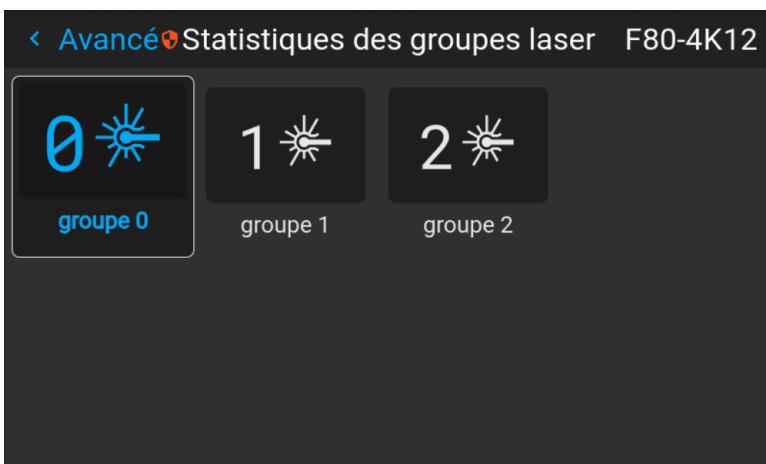 < Avancé Statistiques des groupes laser F80-4K12
0 1 2
groupe 0 groupe 1 groupe 2